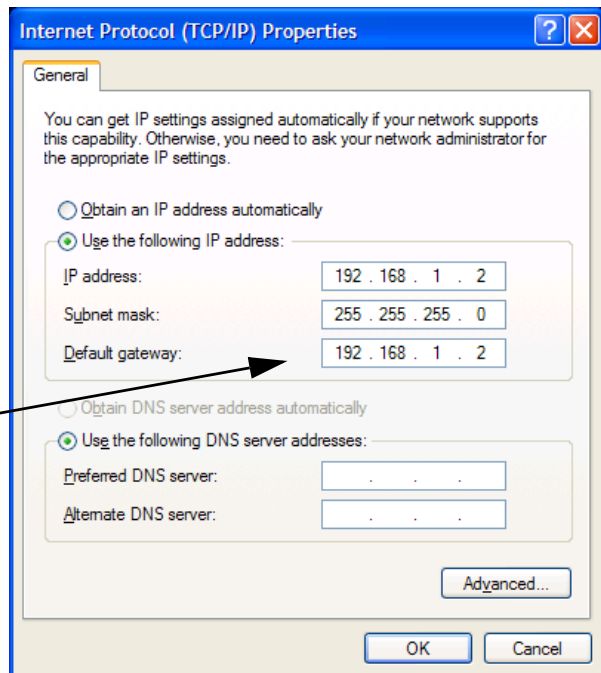 Internet Protocol (TCP/IP) Properties
General
You can get IP settings assigned automatically if your network supports
this capability. Otherwise, you need to ask your network administrator for
the appropriate IP settings.
Obtain an IP address automatically
Use the following IP address:
IP address: 192 . 168 . 1 . 2
Subnet mask: 255 . 255 . 255 . 0
Default gateway: 192 . 168 . 1 . 2
Obtain DNS server address automatically
Use the following DNS server addresses:
Preferred DNS server: . . .
Alternate DNS server: . . .
Advanced...
OK Cancel